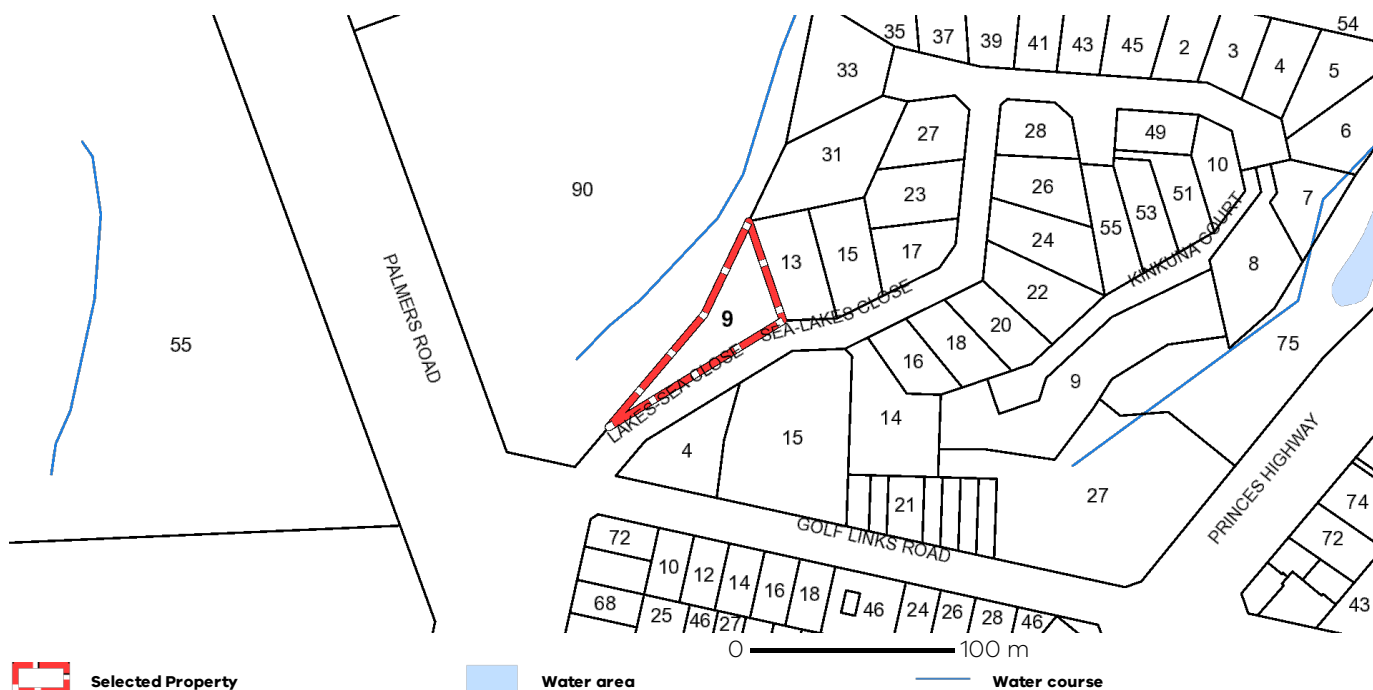 54
35 37 39 41 43 45 2 3 4 5
33
27 28 49 6
31 10
90 26 51 7
23 53
55
24
17 8
13 15
KINKUNA COURT
22
PALMERS ROAD
9
SEA-LAKES CLOSE
20
18
16
75
55
LAKES-SEA CLOSE
9
14
15
4
27
21
PRINCES HIGHWAY
74
GOLF LINKS ROAD
72
72
10 12 14 16 18
68 25 46 27 46 24 26 28 46 43
0 100 m
Selected Property Water area Water course